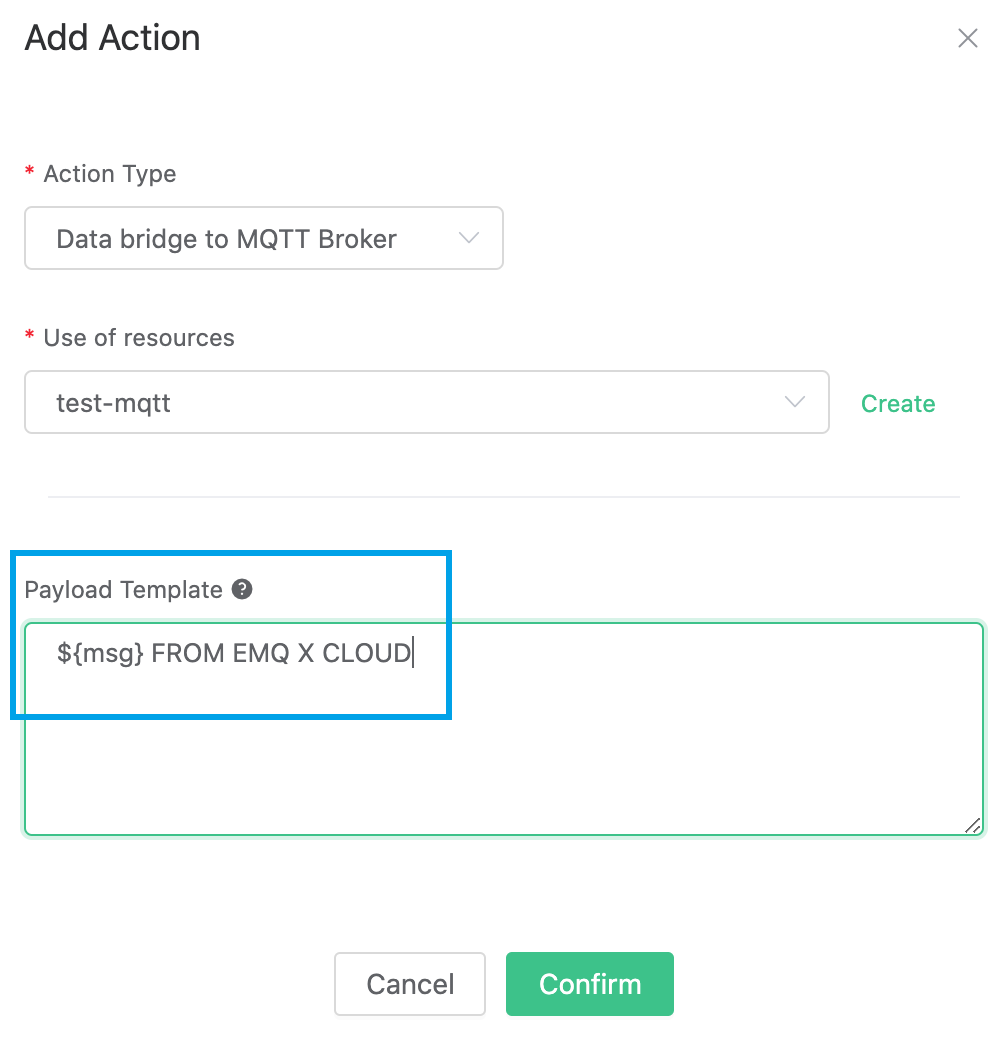 Add Action
* Action Type
Data bridge to MQTT Broker
* Use of resources
test-mqtt
Create
Payload Template ?
${msg} FROM EMQ X CLOUD
Cancel
Confirm